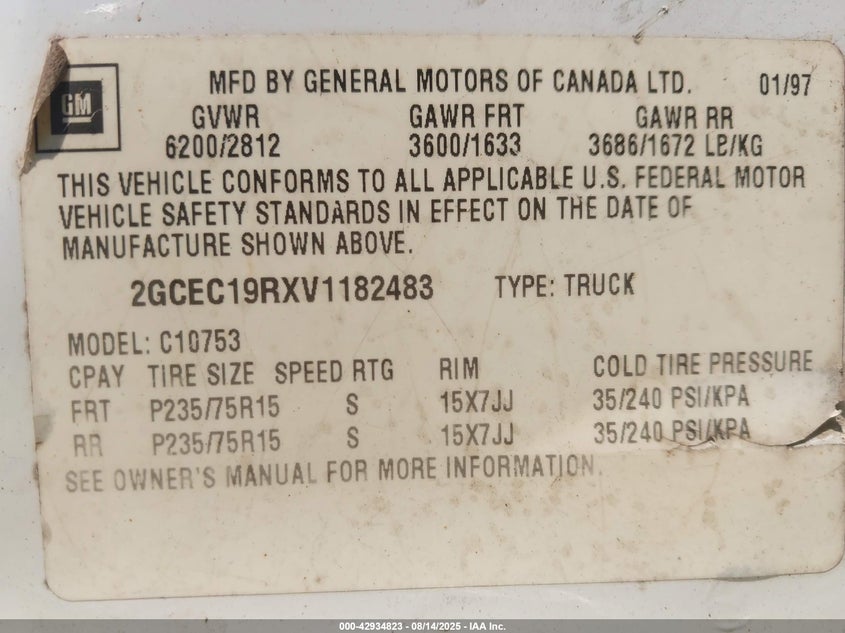 MFD BY GENERAL MOTORS OF CANADA LTD. 01/97
GM
GVWR GAWR FRT GAWR RR
6200/2812 3600/1633 3686/1672 LB/KG
THIS VEHICLE CONFORMS TO ALL APPLICABLE U.S. FEDERAL MOTOR
VEHICLE SAFETY STANDARDS IN EFFECT ON THE DATE OF
MANUFACTURE SHOWN ABOVE.
2GCEC19RXV1182483 TYPE: TRUCK
MODEL: C10753
CPAY TIRE SIZE SPEED RTG RIM COLD TIRE PRESSURE
FRT P235/75R15 S 15X7JJ 35/240 PSI/KPA
RR P235/75R15 S 15X7JJ 35/240 PSI/KPA
SEE OWNER'S MANUAL FOR MORE INFORMATION.
000-42934823 - 08/14/2025 - IAA Inc.